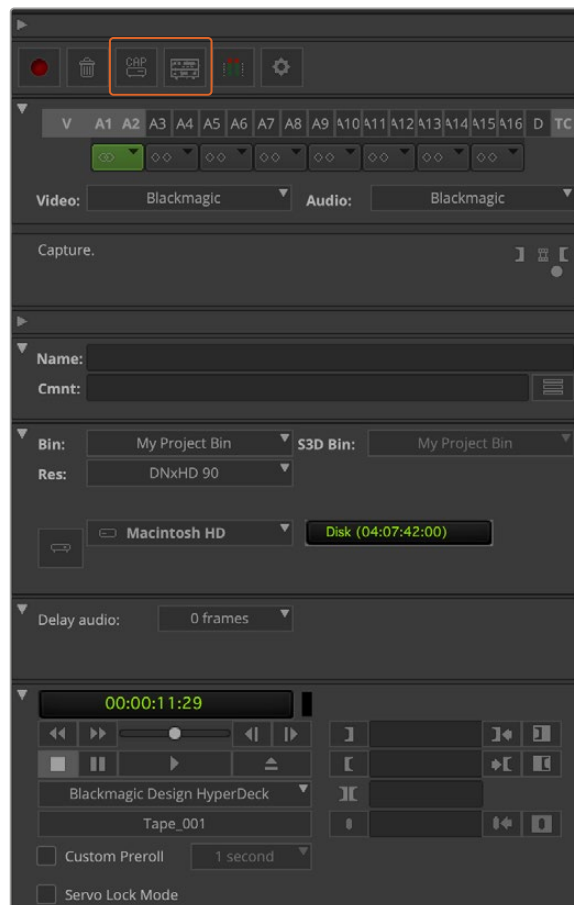 CAP
V A1 A2 A3 A4 A5 A6 A7 A8 A9 A10 A11 A12 A13 A14 A15 A16 D TC
Video: Blackmagic Audio: Blackmagic
Capture.
Name:
Cmnt:
Bin: My Project Bin S3D Bin: My Project Bin
Res: DNxHD 90
Macintosh HD Disk (04:07:42:00)
Delay audio: 0 frames
00:00:11:29
Blackmagic Design HyperDeck
Tape_001
Custom Preroll 1 second
Servo Lock Mode